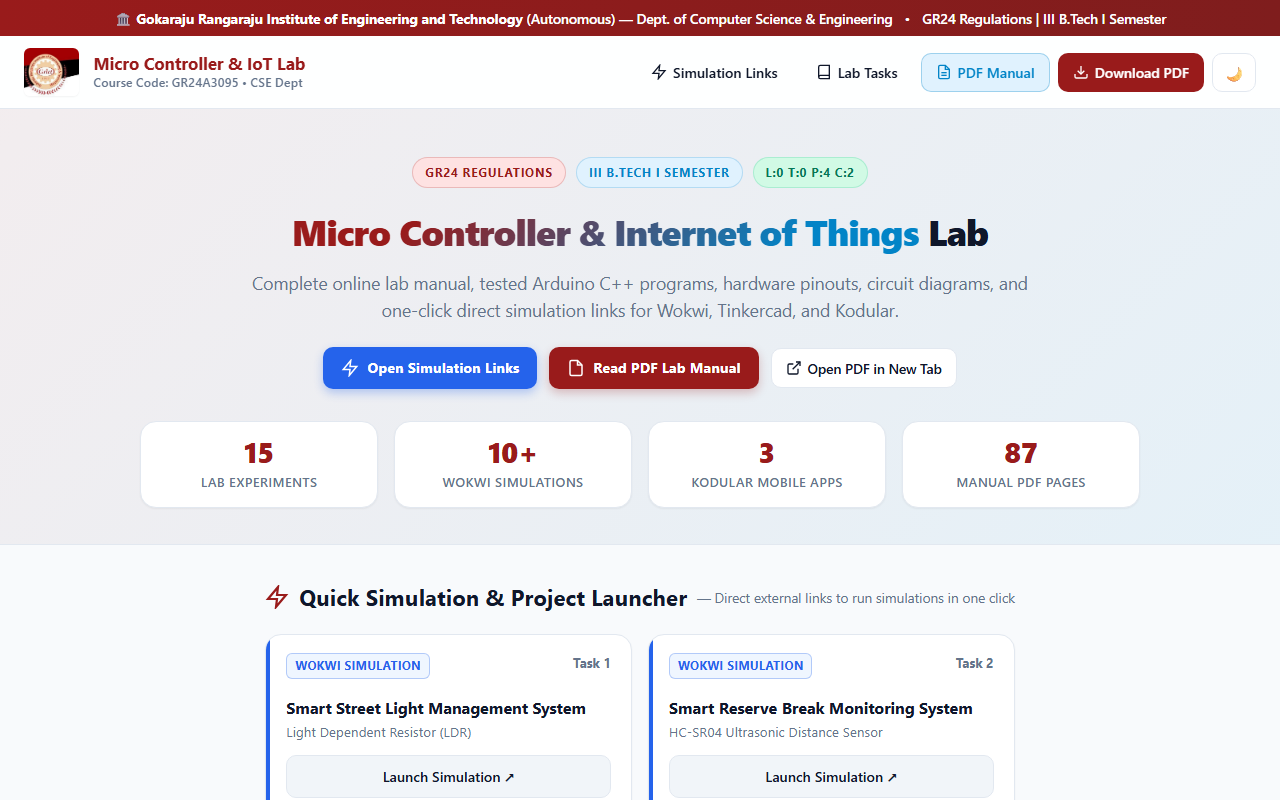 🏛️ Gokaraju Rangaraju Institute of Engineering and Technology (Autonomous) — Dept. of Computer Science & Engineering • GR24 Regulations | III B.Tech I Semester
Micro Controller & IoT Lab
Course Code: GR24A3095 • CSE Dept
Simulation Links
Lab Tasks
PDF Manual
Download PDF
GR24 REGULATIONS
III B.TECH I SEMESTER
L:0 T:0 P:4 C:2
Micro Controller & Internet of Things Lab
Complete online lab manual, tested Arduino C++ programs, hardware pinouts, circuit diagrams, and
one-click direct simulation links for Wokwi, Tinkercad, and Kodular.
Open Simulation Links
Read PDF Lab Manual
Open PDF in New Tab
15
LAB EXPERIMENTS
10+
WOKWI SIMULATIONS
3
KODULAR MOBILE APPS
87
MANUAL PDF PAGES
Quick Simulation & Project Launcher — Direct external links to run simulations in one click
WOKWI SIMULATION
Task 1
Smart Street Light Management System
Light Dependent Resistor (LDR)
Launch Simulation ↗
WOKWI SIMULATION
Task 2
Smart Reserve Break Monitoring System
HC-SR04 Ultrasonic Distance Sensor
Launch Simulation ↗